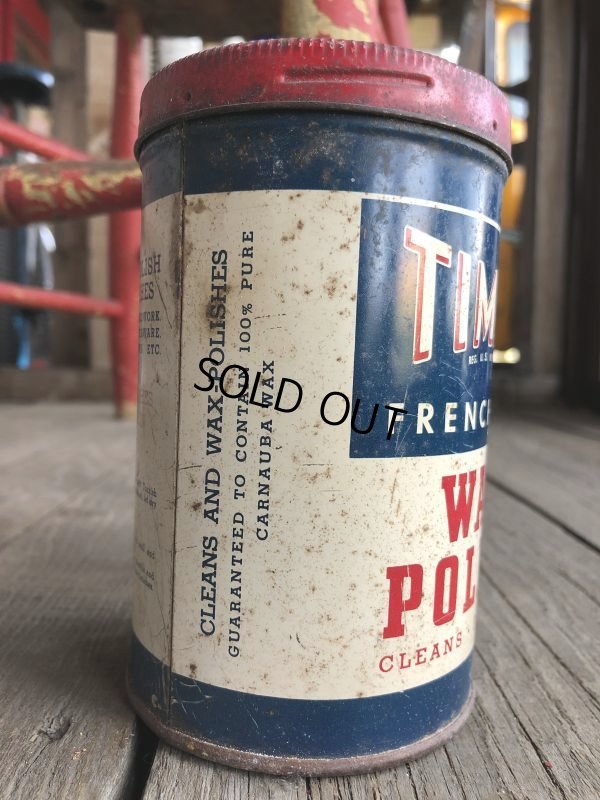 CLEANS AND WAX POLISHES
GUARANTEED TO CONTAIN 100% PURE
CARNAUBA WAX
SOLD OUT
TIM
REG. U.S.
FRENC
WA
POL
CLEANS